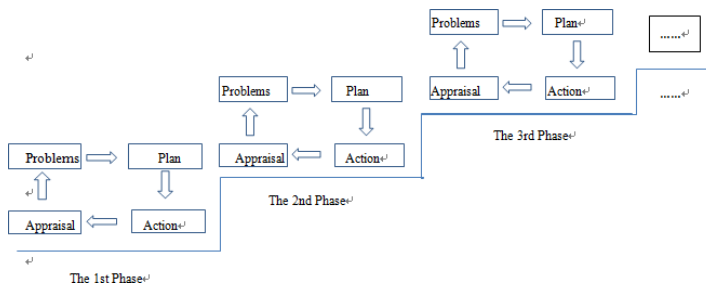 Problems Plan ......
Appraisal Action ......
Problems Plan
The 3rd Phase
Problems Plan
Appraisal Action
The 2nd Phase
Appraisal Action
The 1st Phase